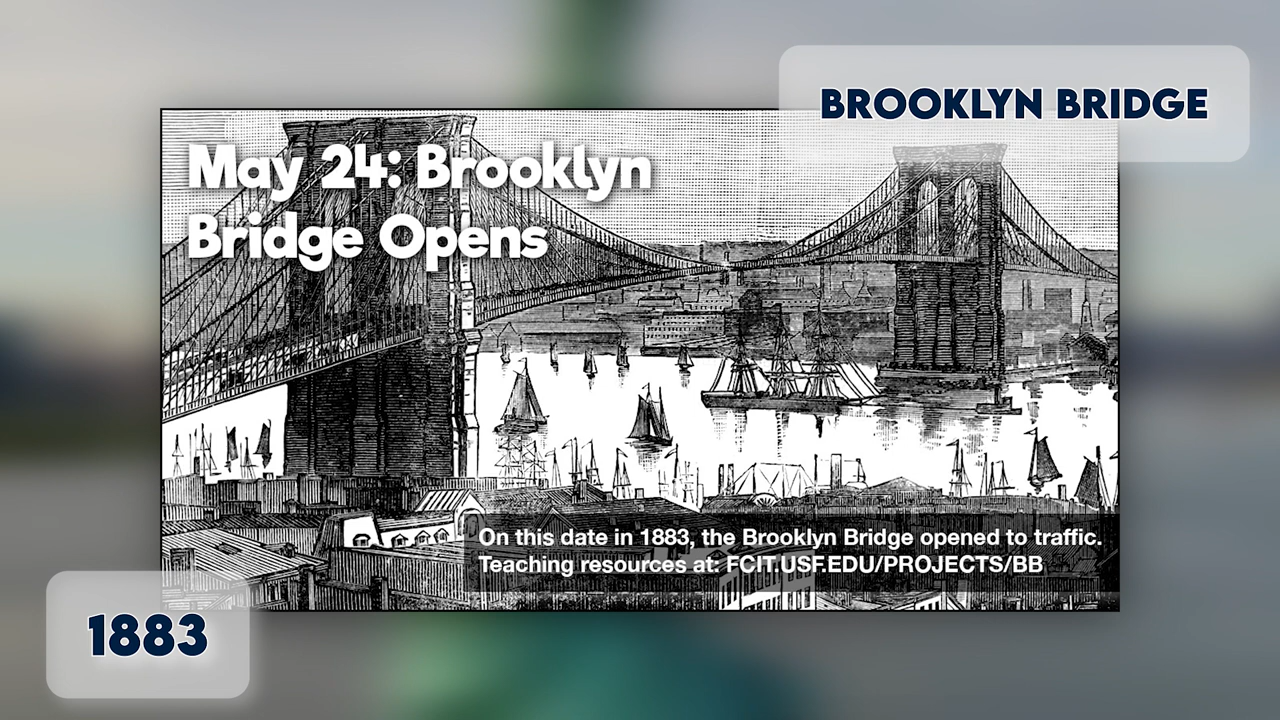 BROOKLYN BRIDGE
May 24: Brooklyn
Bridge Opens
On this date in 1883, the Brooklyn Bridge opened to traffic.
Teaching resources at: FCIT.USF.EDU/PROJECTS/BB
1883